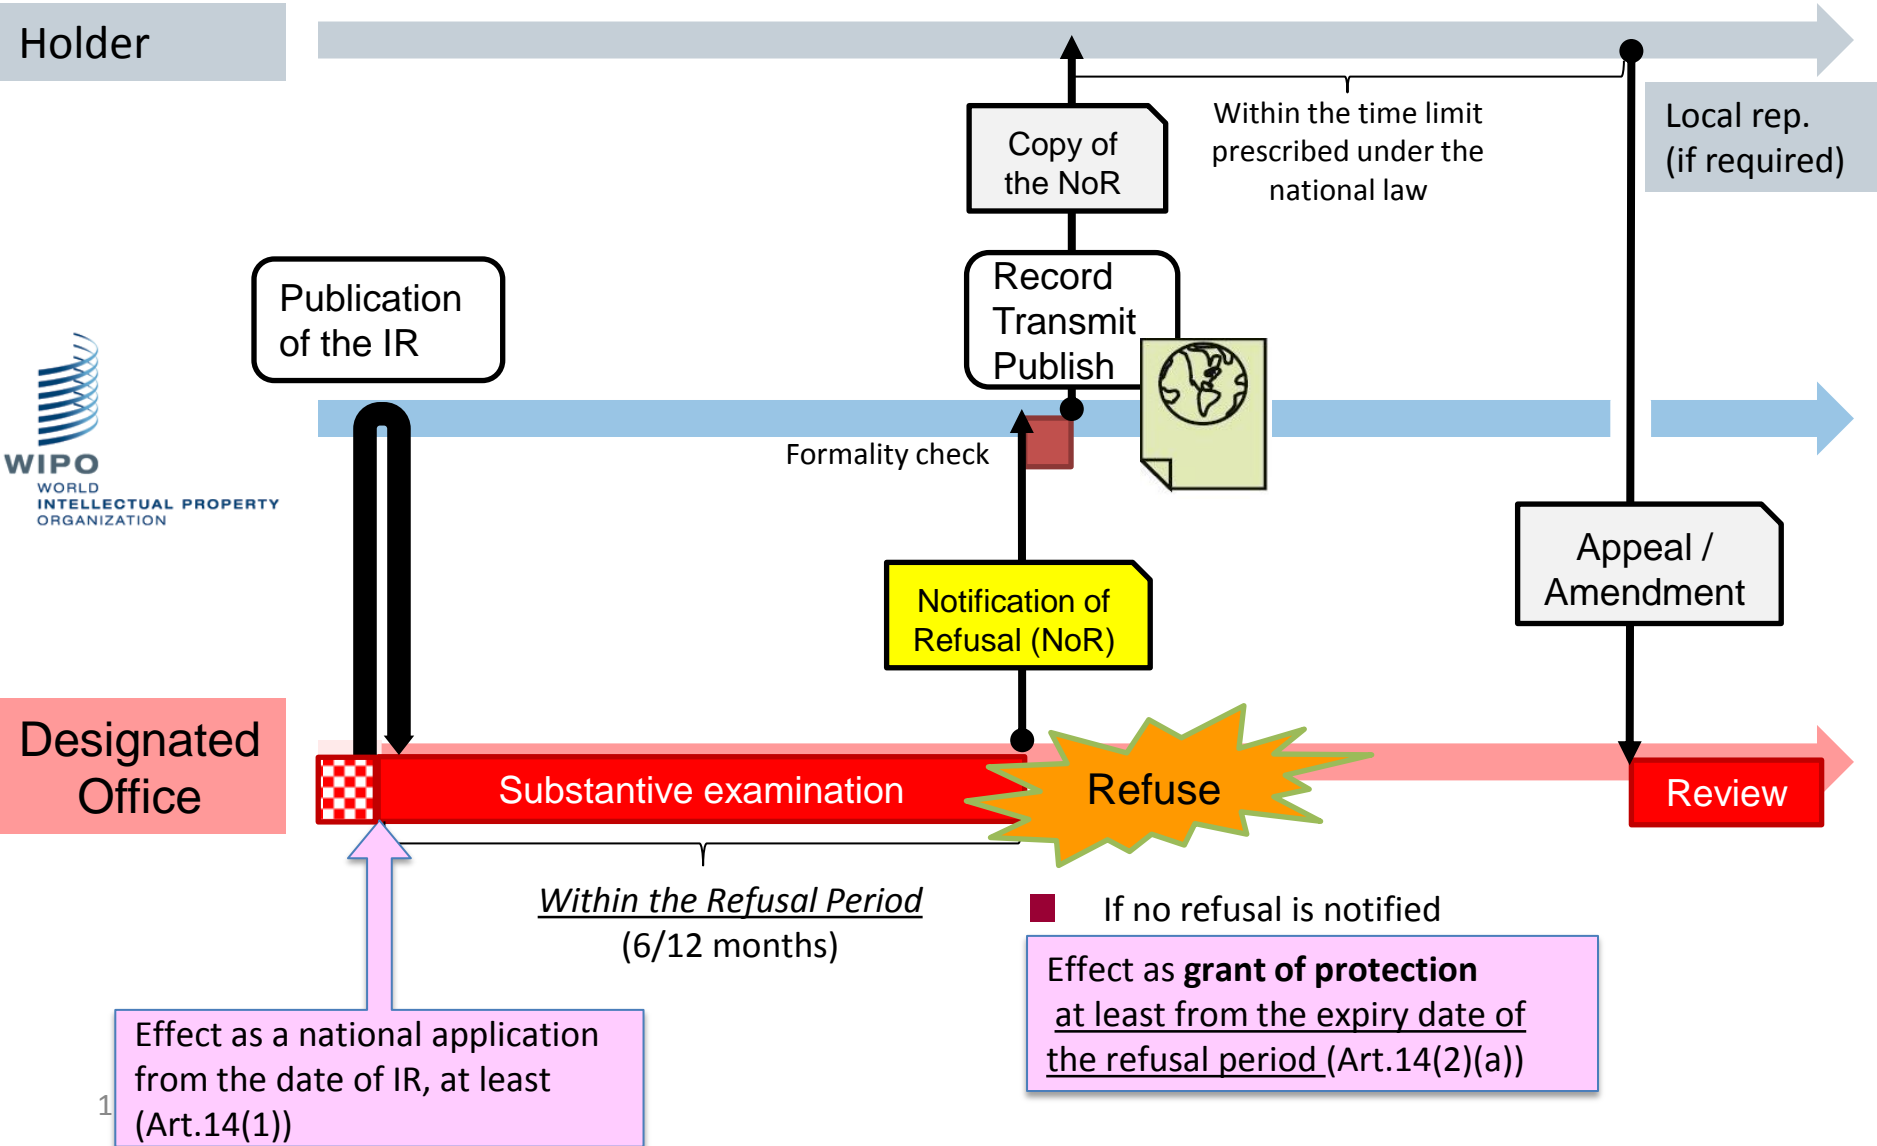 Holder
Within the time limit
prescribed under the
national law
Local rep.
(if required)
Copy of
the NoR
Publication
of the IR
Record
Transmit
Publish
WIPO
WORLD
INTELLECTUAL PROPERTY
ORGANIZATION
Formality check
Appeal /
Amendment
Notification of
Refusal (NoR)
Designated
Office
Substantive examination
Refuse
Review
Within the Refusal Period
(6/12 months)
If no refusal is notified
Effect as grant of protection
at least from the expiry date of
the refusal period (Art.14(2)(a))
Effect as a national application
from the date of IR, at least
(Art.14(1))
1